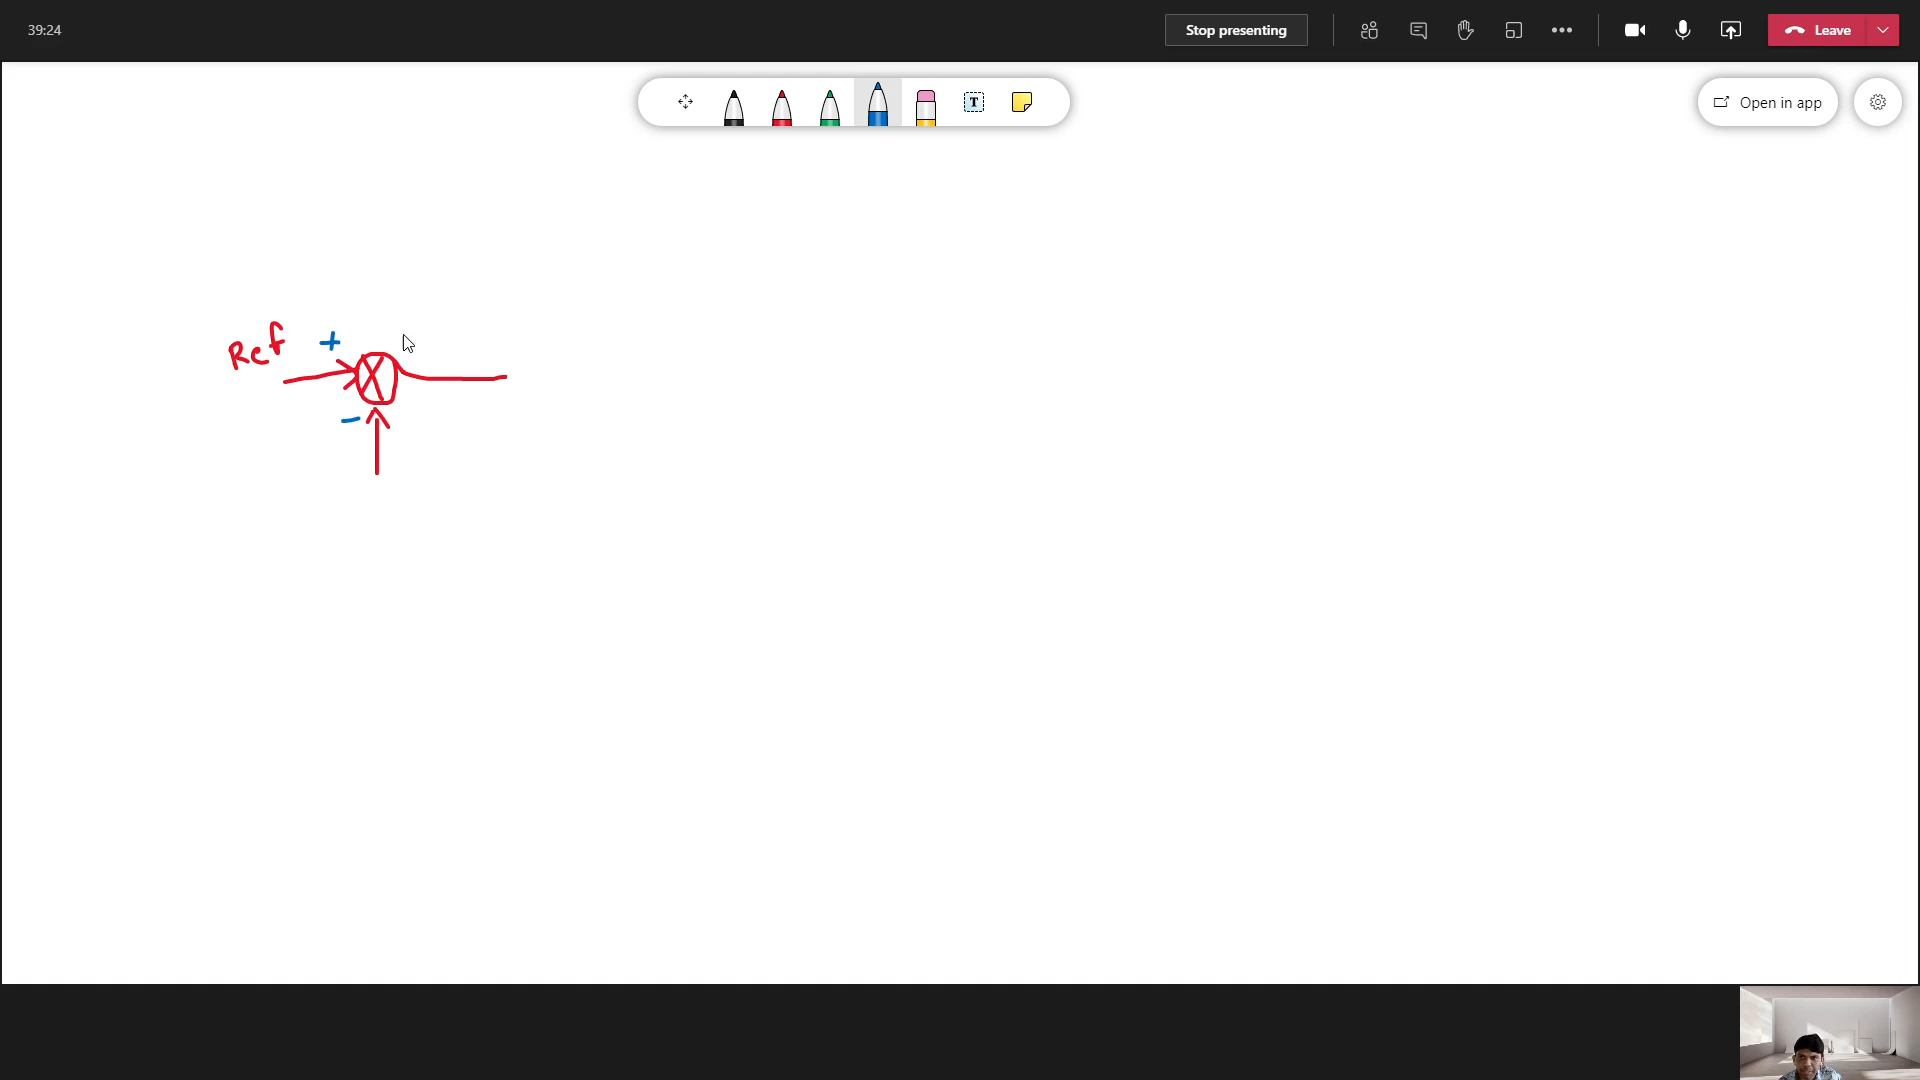 39:24
Stop presenting
Leave
T
Open in app
Ref +
-